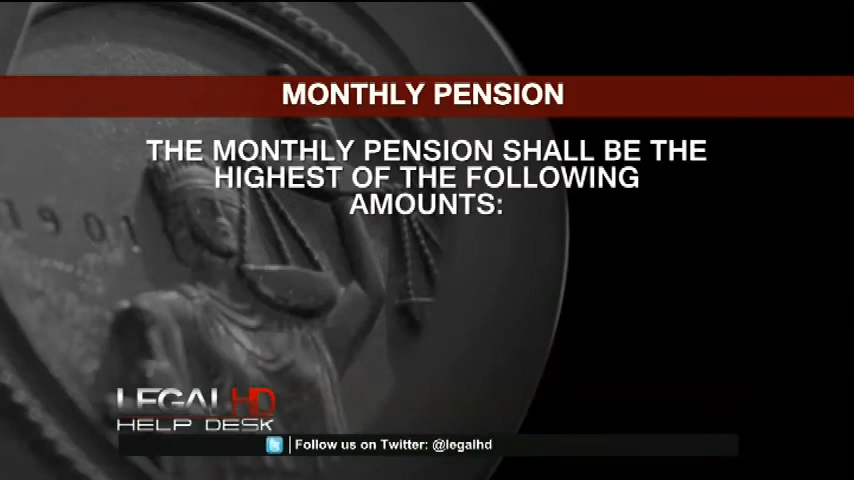 MONTHLY PENSION
THE MONTHLY PENSION SHALL BE THE
HIGHEST OF THE FOLLOWING
AMOUNTS:
1901
LEGAL HD
HELP DESK
Follow us on Twitter: @legalhd